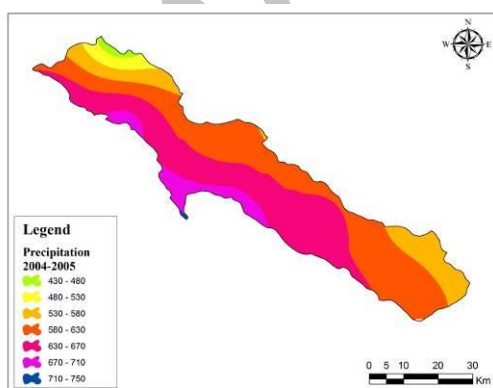 N
W E
S
Legend
Precipitation
2004-2005
430 - 480
480 - 530
530 - 580
580 - 630
630 - 670
670 - 710
710 - 750
0 5 10 20 30
Km